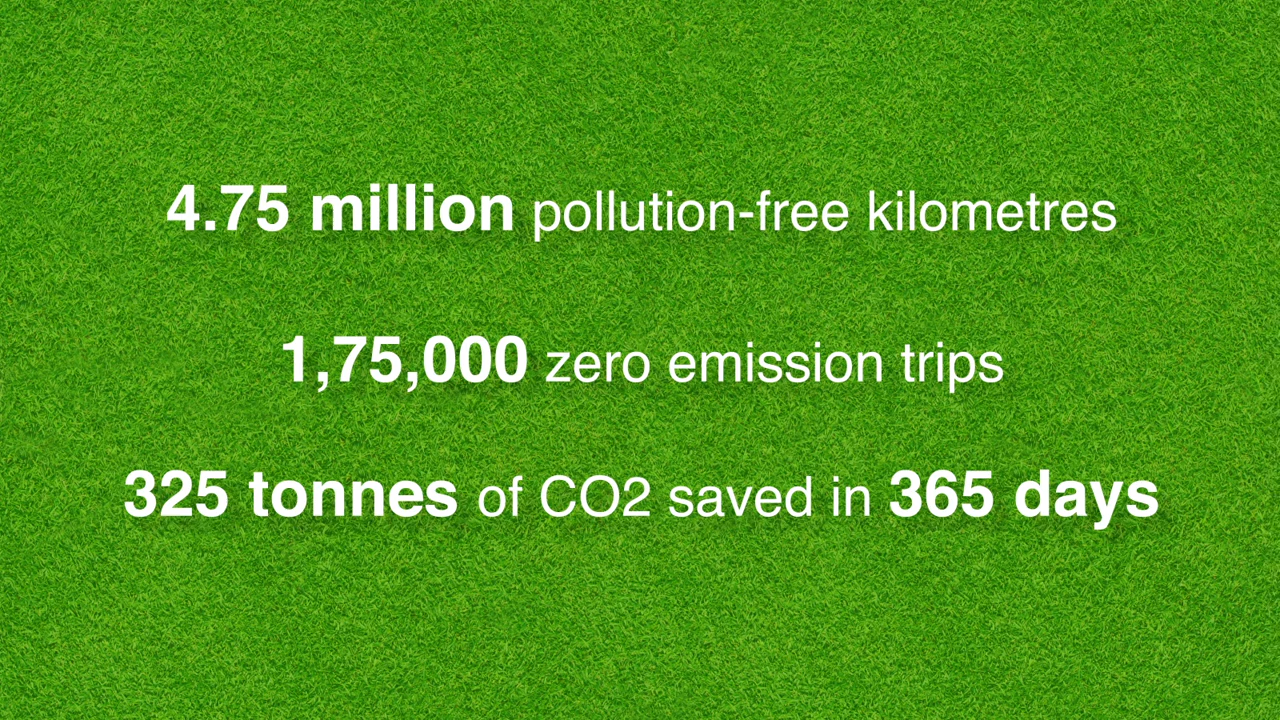 4.75 million pollution-free kilometres
1,75,000 zero emission trips
325 tonnes of CO2 saved in 365 days